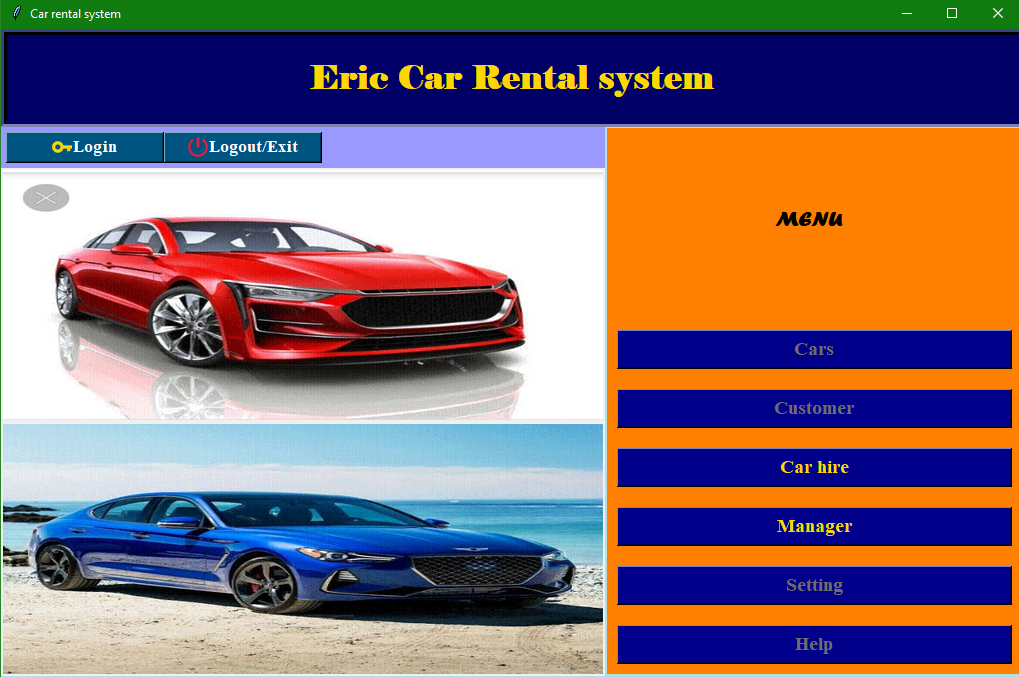 Car rental system
Eric Car Rental system
Login
Logout/Exit
MENU
Cars
Customer
Car hire
Manager
Setting
Help